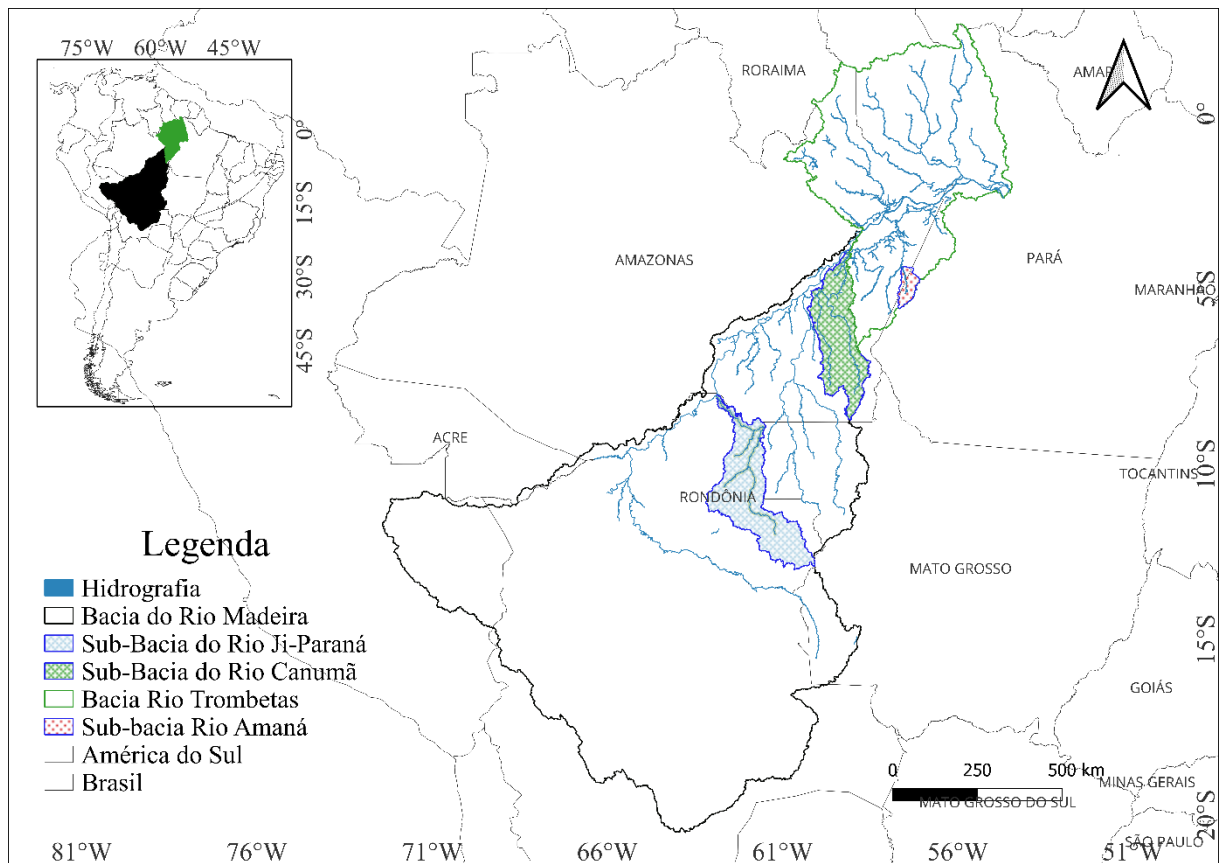 75°W 60°W 45°W
0°
15°S
30°S
45°S
RORAIMA
AMAP
0°
AMAZONAS
PARÁ
MARANHÃO
5°S
ACRE
RONDÔNIA
10°S
TOCANTINS
MATO GROSSO
Legenda
Hidrografia
Bacia do Rio Madeira
Sub-Bacia do Rio Ji-Paraná
Sub-Bacia do Rio Canumã
Bacia Rio Trombetas
Sub-bacia Rio Amaná
América do Sul
Brasil
15°S
GOIÁS
0 250 500 km
MINAS GERAIS
MATO GROSSO DO SUL
20°S
SÃO PAULO
81°W 76°W 71°W 66°W 61°W 56°W 51°W